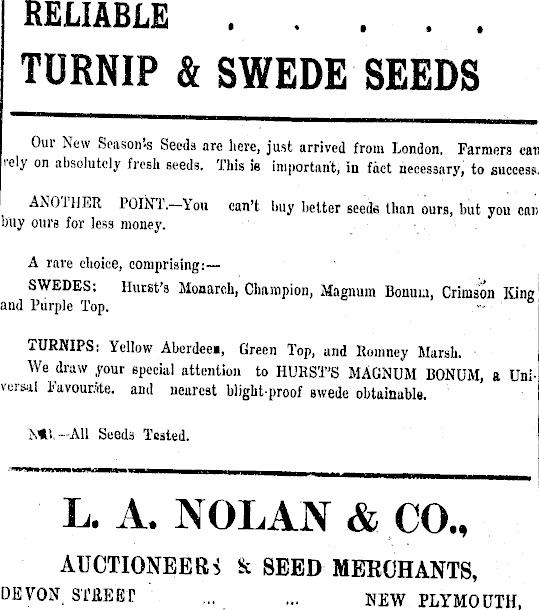 RELIABLE . . . . .
TURNIP & SWEDE SEEDS
Our New Season's Seeds are here, just arrived from London. Farmers can
rely on absolutely fresh seeds. This is important, in fact necessary, to success.
ANOTHER POINT.—You can't buy better seeds than ours, but you can
buy ours for less money.
A rare choice, comprising:—
SWEDES: Hurst's Monarch, Champion, Magnum Bonum, Crimson King
and Purple Top.
TURNIPS: Yellow Aberdeen, Green Top, and Romney Marsh.
We draw your special attention to HURST'S MAGNUM BONUM, a Uni-
versal Favourite. and nearest blight-proof swede obtainable.
N.B.—All Seeds Tested.
L. A. NOLAN & CO.,
AUCTIONEERS & SEED MERCHANTS,
DEVON STREET ... ... NEW PLYMOUTH,